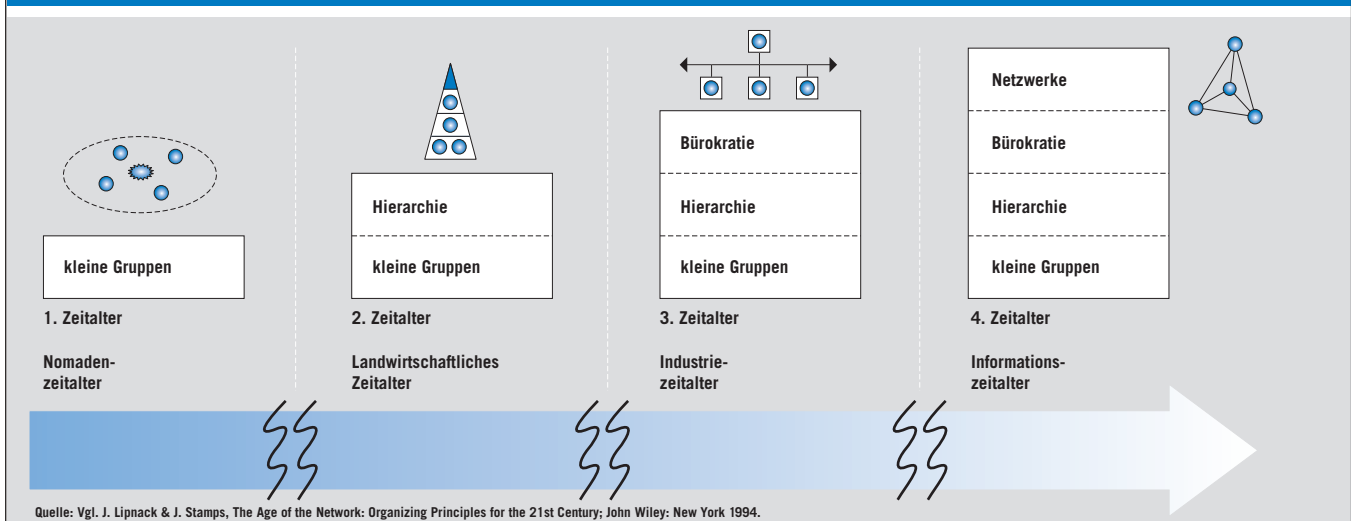 kleine Gruppen
1. Zeitalter
Nomaden-
zeitalter
Hierarchie
kleine Gruppen
2. Zeitalter
Landwirtschaftliches
Zeitalter
Bürokratie
Hierarchie
kleine Gruppen
3. Zeitalter
Industrie-
zeitalter
Netzwerke
Bürokratie
Hierarchie
kleine Gruppen
4. Zeitalter
Informations-
zeitalter
Quelle: Vgl. J. Lipnack & J. Stamps, The Age of the Network: Organizing Principles for the 21st Century; John Wiley: New York 1994.